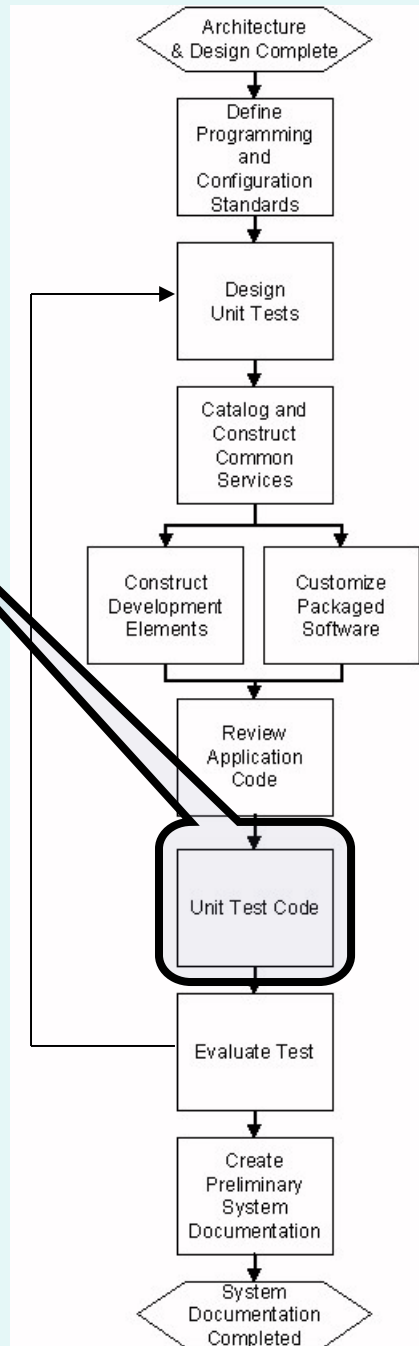 Architecture
& Design Complete
Define
Programming
and
Configuration
Standards
Design
Unit Tests
Catalog and
Construct
Common
Services
Construct
Development
Elements
Customize
Packaged
Software
Review
Application
Code
Unit Test Code
Evaluate Test
Create
Preliminary
System
Documentation
System
Documentation
Completed